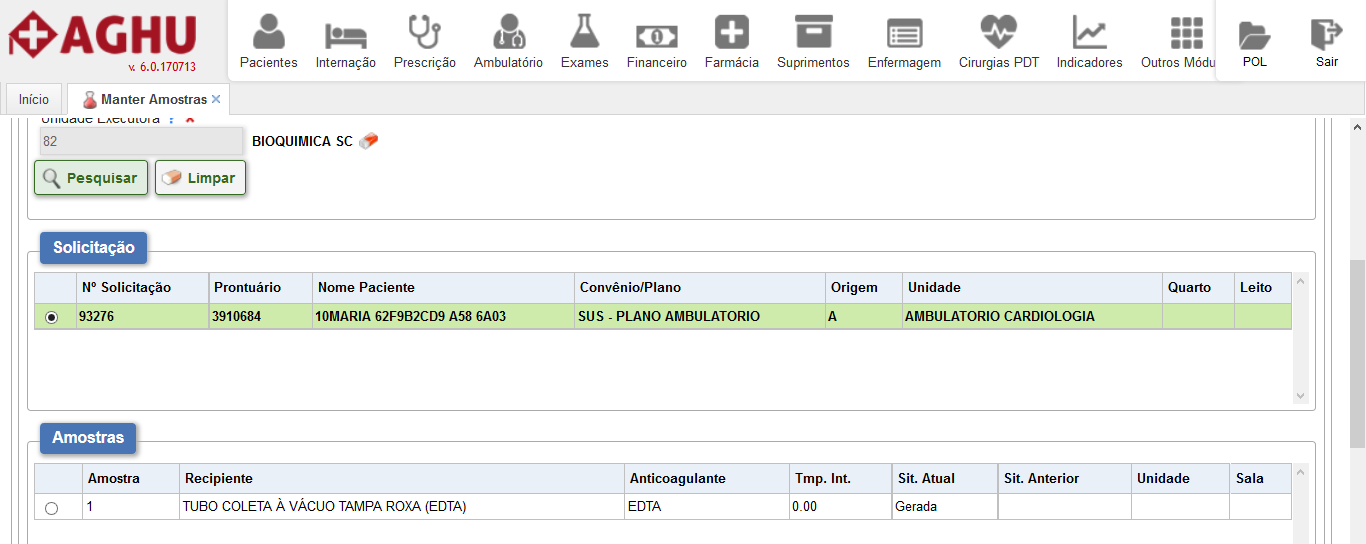 AGHU
v. 6.0.170713
Pacientes Internação Prescrição Ambulatório Exames Financeiro Farmácia Suprimentos Enfermagem Cirurgias PDT Indicadores Outros Módu POL Sair
Início Manter Amostras
Unidade Executora ?
82 BIOQUIMICA SC
Pesquisar Limpar
Solicitação
Nº Solicitação Prontuário Nome Paciente Convênio/Plano Origem Unidade Quarto Leito
93276 3910684 10MARIA 62F9B2CD9 A58 6A03 SUS - PLANO AMBULATORIO A AMBULATORIO CARDIOLOGIA
Amostras
Amostra Recipiente Anticoagulante Tmp. Int. Sit. Atual Sit. Anterior Unidade Sala
1 TUBO COLETA À VÁCUO TAMPA ROXA (EDTA) EDTA 0.00 Gerada